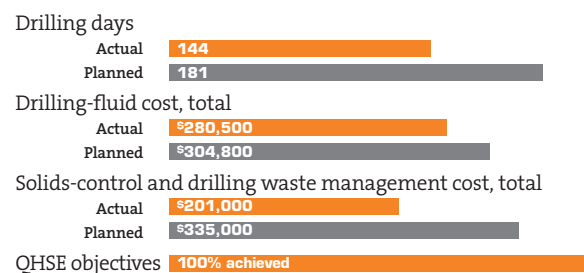 Drilling days
Actual 144
Planned 181
Drilling-fluid cost, total
Actual $280,500
Planned $304,800
Solids-control and drilling waste management cost, total
Actual $201,000
Planned $335,000
QHSE objectives 100% achieved